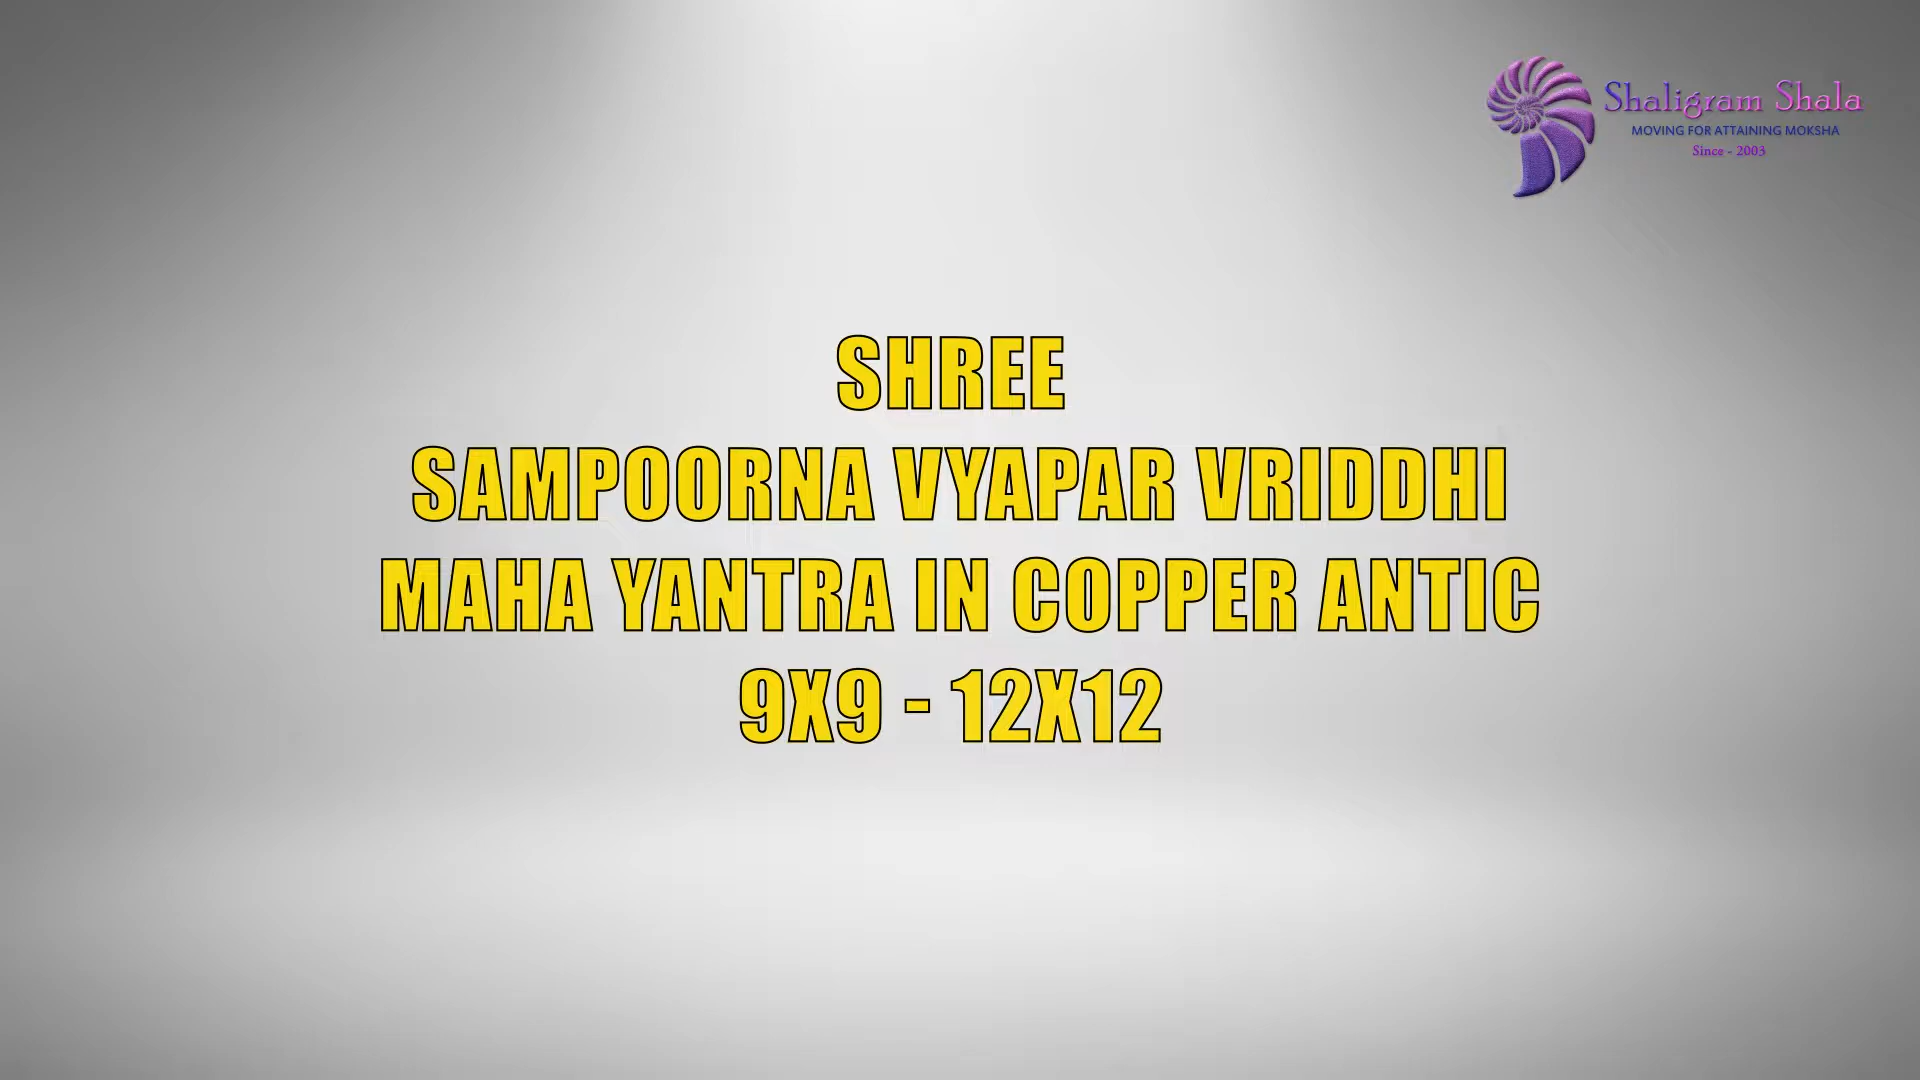 Shaligram Shala
MOVING FOR ATTAINING MOKSHA
Since - 2003
SHREE
SAMPOORNA VYAPAR VRIDDHI
MAHA YANTRA IN COPPER ANTIC
9X9 - 12X12